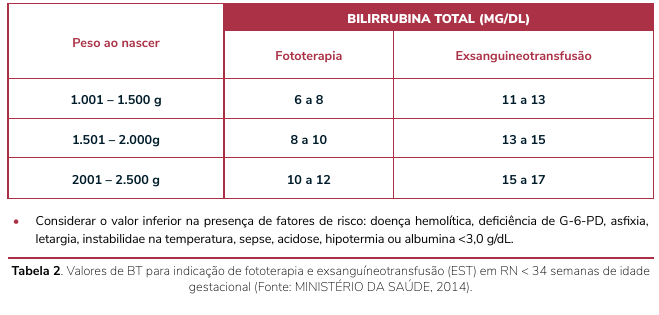 BILIRRUBINA TOTAL (MG/DL)
Peso ao nascer
Fototerapia Exsanguineotransfusão
1.001 – 1.500 g 6 a 8 11 a 13
1.501 – 2.000g 8 a 10 13 a 15
2001 – 2.500 g 10 a 12 15 a 17
• Considerar o valor inferior na presença de fatores de risco: doença hemolítica, deficiência de G-6-PD, asfixia,
letargia, instabilidae na temperatura, sepse, acidose, hipotermia ou albumina <3,0 g/dL.
Tabela 2. Valores de BT para indicação de fototerapia e exsanguíneotransfusão (EST) em RN < 34 semanas de idade
gestacional (Fonte: MINISTÉRIO DA SAÚDE, 2014).